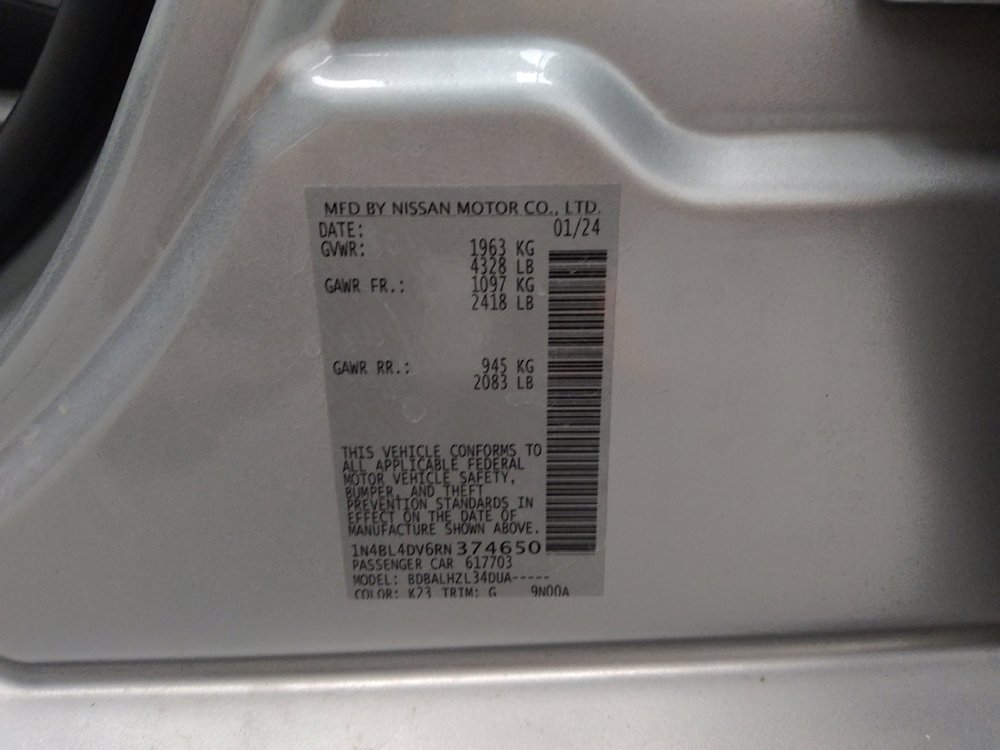 MFD BY NISSAN MOTOR CO., LTD.
DATE: 01/24
GVWR: 1963 KG
4328 LB
GAWR FR.: 1097 KG
2418 LB
GAWR RR.: 945 KG
2083 LB
THIS VEHICLE CONFORMS TO
ALL APPLICABLE FEDERAL
MOTOR VEHICLE SAFETY,
BUMPER, AND THEFT
PREVENTION STANDARDS IN
EFFECT ON THE DATE OF
MANUFACTURE SHOWN ABOVE.
1N4BL4DV6RN374650
PASSENGER CAR 617703
MODEL: BDBALHZL34DUA-----
COLOR: K23 TRIM: G 9N00A